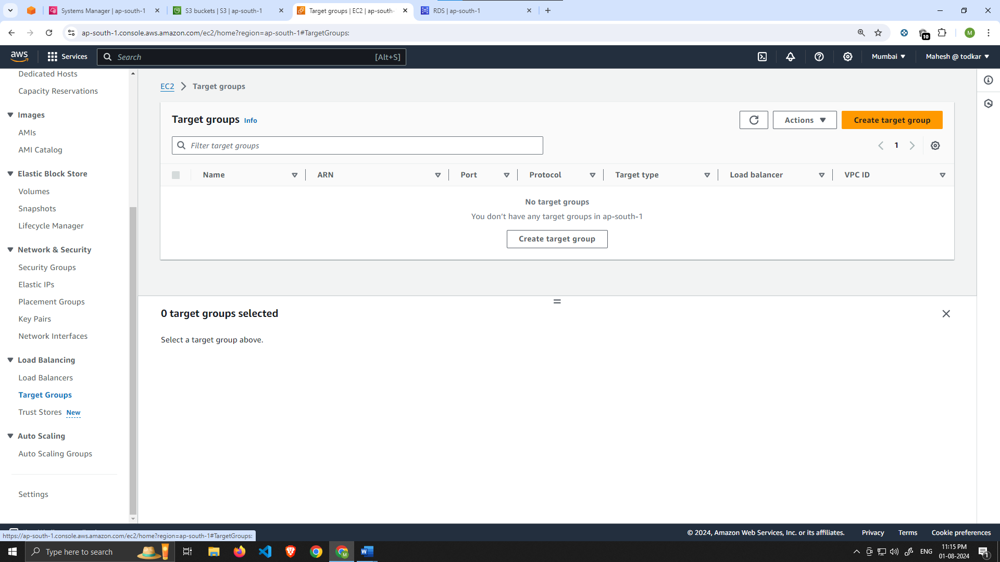 Systems Manager | ap-south-1
S3 buckets | S3 | ap-south-1
Target groups | EC2 | ap-south-
RDS | ap-south-1
ap-south-1.console.aws.amazon.com/ec2/home?region=ap-south-1#TargetGroups:
10
M
aws
Services
Search
[Alt+S]
Mumbai
Mahesh @ todkar
Dedicated Hosts
Capacity Reservations
Images
AMIs
AMI Catalog
Elastic Block Store
Volumes
Snapshots
Lifecycle Manager
Network & Security
Security Groups
Elastic IPs
Placement Groups
Key Pairs
Network Interfaces
Load Balancing
Load Balancers
Target Groups
Trust Stores New
Auto Scaling
Auto Scaling Groups
Settings
EC2 > Target groups
Target groups Info
Actions
Create target group
Filter target groups
1
Name
ARN
Port
Protocol
Target type
Load balancer
VPC ID
No target groups
You don’t have any target groups in ap-south-1
Create target group
0 target groups selected
Select a target group above.
https://ap-south-1.console.aws.amazon.com/ec2/home?region=ap-south-1#TargetGroups:
© 2024, Amazon Web Services, Inc. or its affiliates.
Privacy
Terms
Cookie preferences
Type here to search
M
W
ENG
11:15 PM
01-08-2024
1